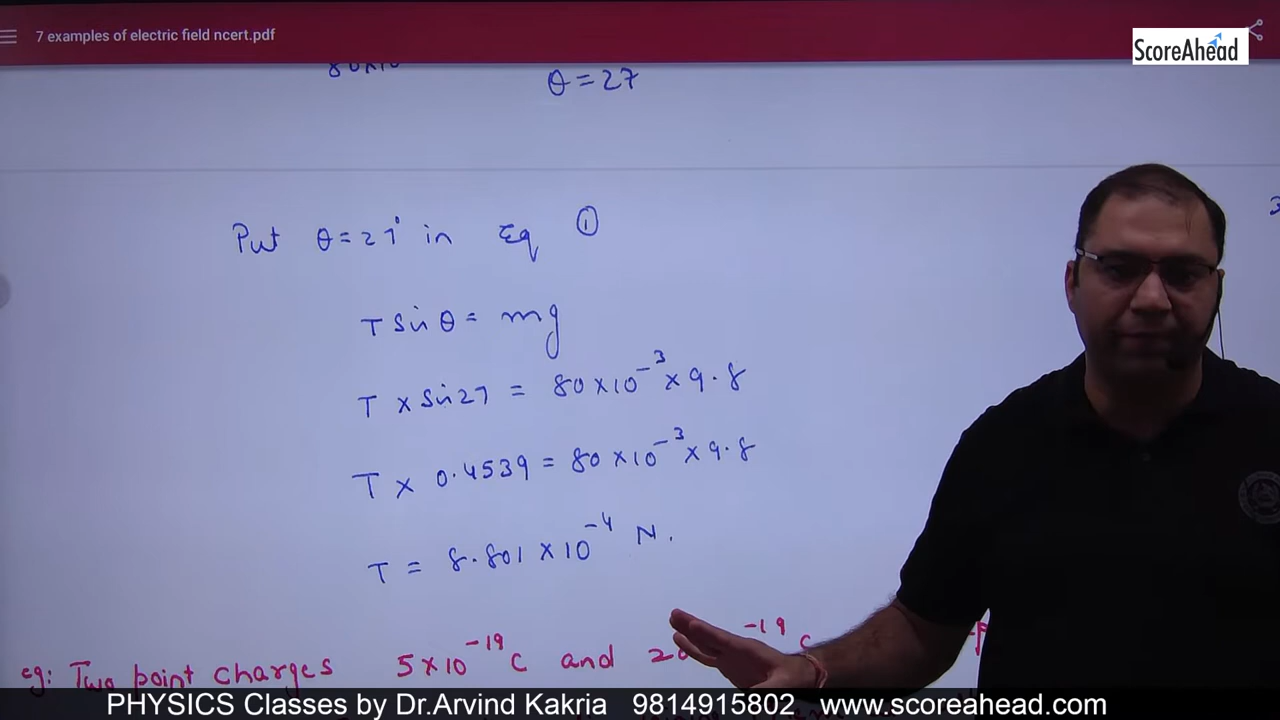 7 examples of electric field ncert.pdf
ScoreAhead
θ = 27
Put θ = 27° in Eq ①
T sin θ = mg
T × sin 27 = 80 × 10⁻³ × 9.8
T × 0.4539 = 80 × 10⁻³ × 9.8
T = 8.801 × 10⁻⁴ N.
eg: Two point charges 5 × 10⁻¹⁹ C and 20 ⁻¹⁹ C
PHYSICS Classes by Dr.Arvind Kakria 9814915802 www.scoreahead.com